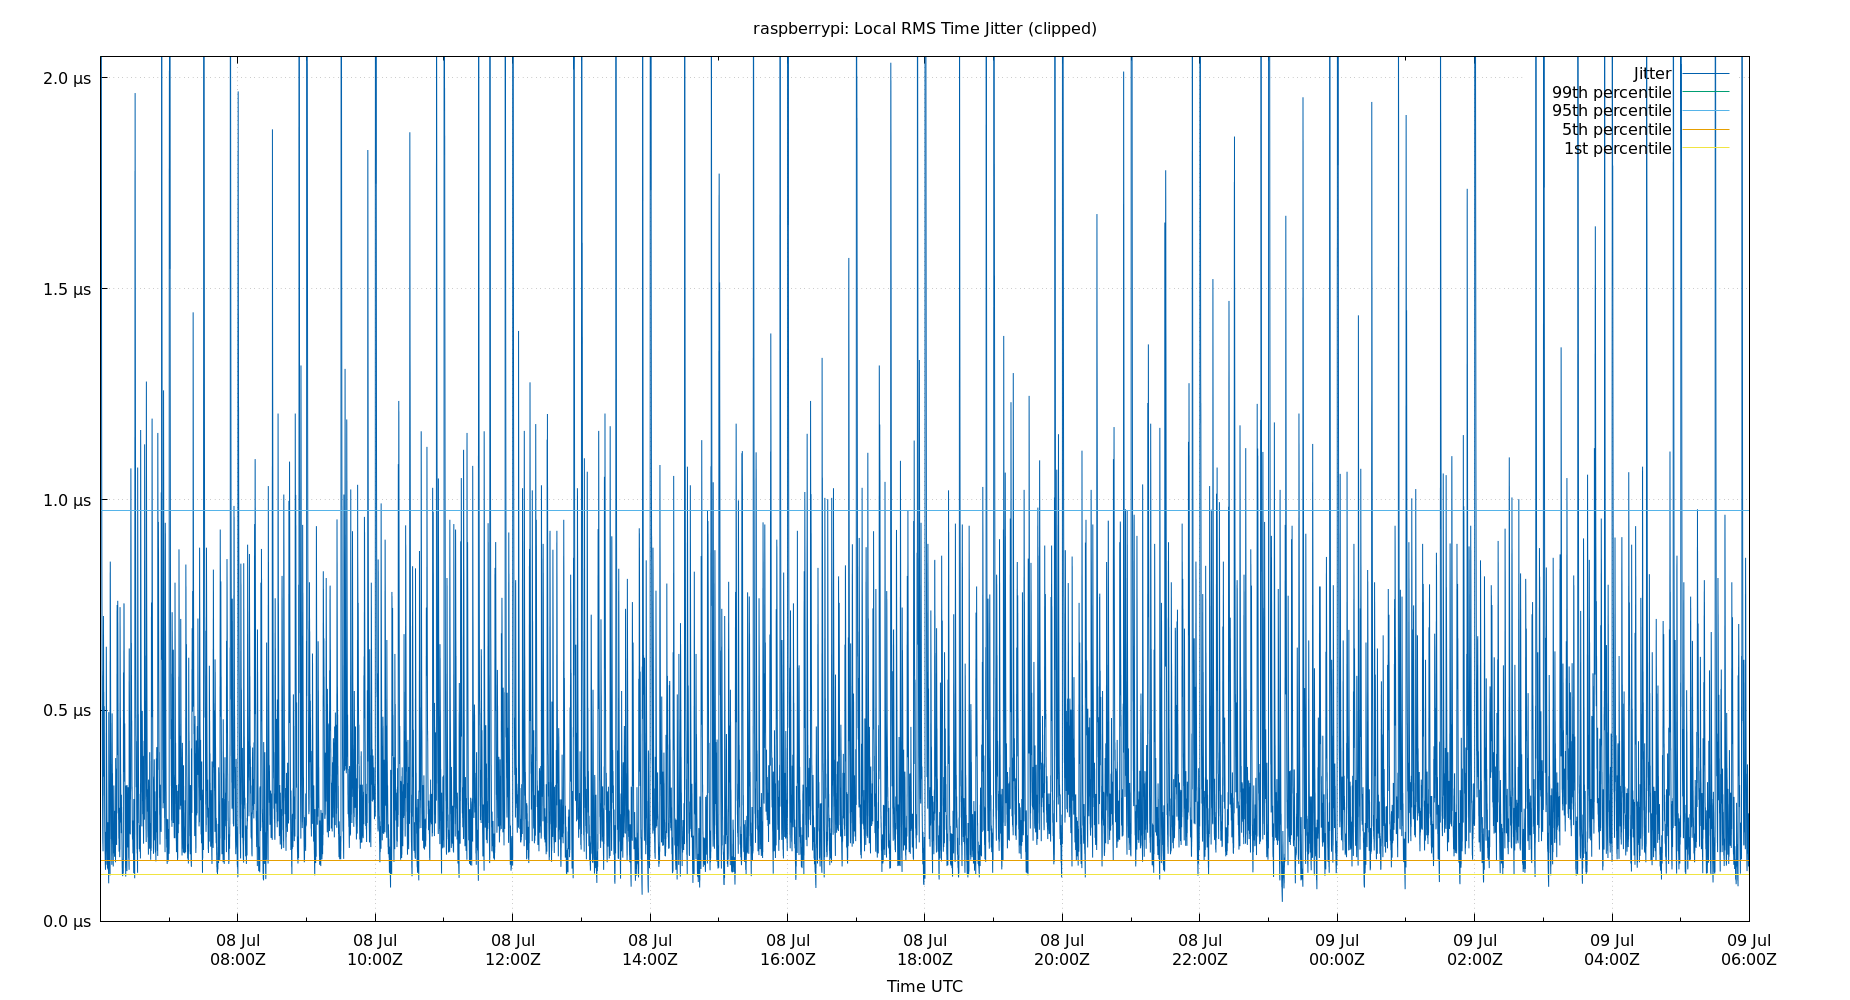 raspberrypi: Local RMS Time Jitter (clipped)
2.0 µs
1.5 µs
1.0 µs
0.5 µs
0.0 µs
Jitter
99th percentile
95th percentile
5th percentile
1st percentile
08 Jul 08 Jul 08 Jul 08 Jul 08 Jul 08 Jul 08 Jul 08 Jul 09 Jul 09 Jul 09 Jul 09 Jul
08:00Z 10:00Z 12:00Z 14:00Z 16:00Z 18:00Z 20:00Z 22:00Z 00:00Z 02:00Z 04:00Z 06:00Z
Time UTC